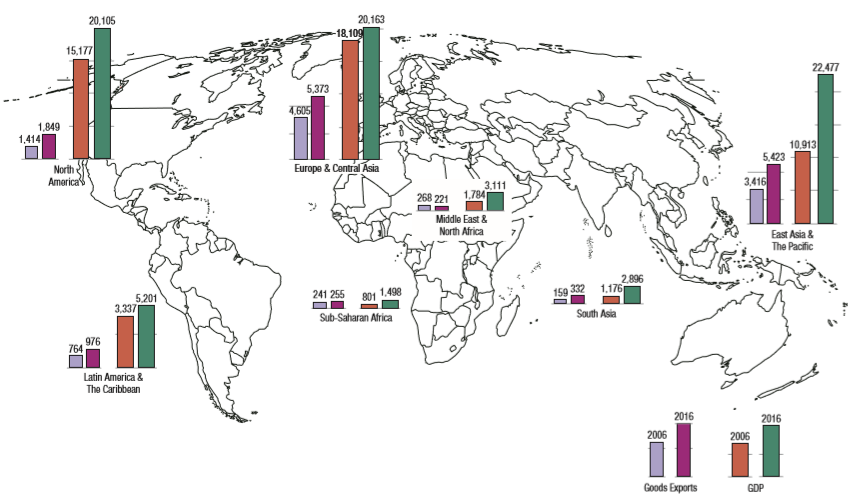 20,105
15,177
1,414 1,849
North
America
20,163
18,109
5,373
4,605
Europe & Central Asia
22,477
10,913
5,423
3,416
East Asia &
The Pacific
268 221 1,784 3,111
Middle East &
North Africa
241 255 801 1,498
Sub-Saharan Africa
159 332 1,176 2,896
South Asia
5,201
3,337
764 976
Latin America &
The Caribbean
2006 2016 2006 2016
Goods Exports GDP